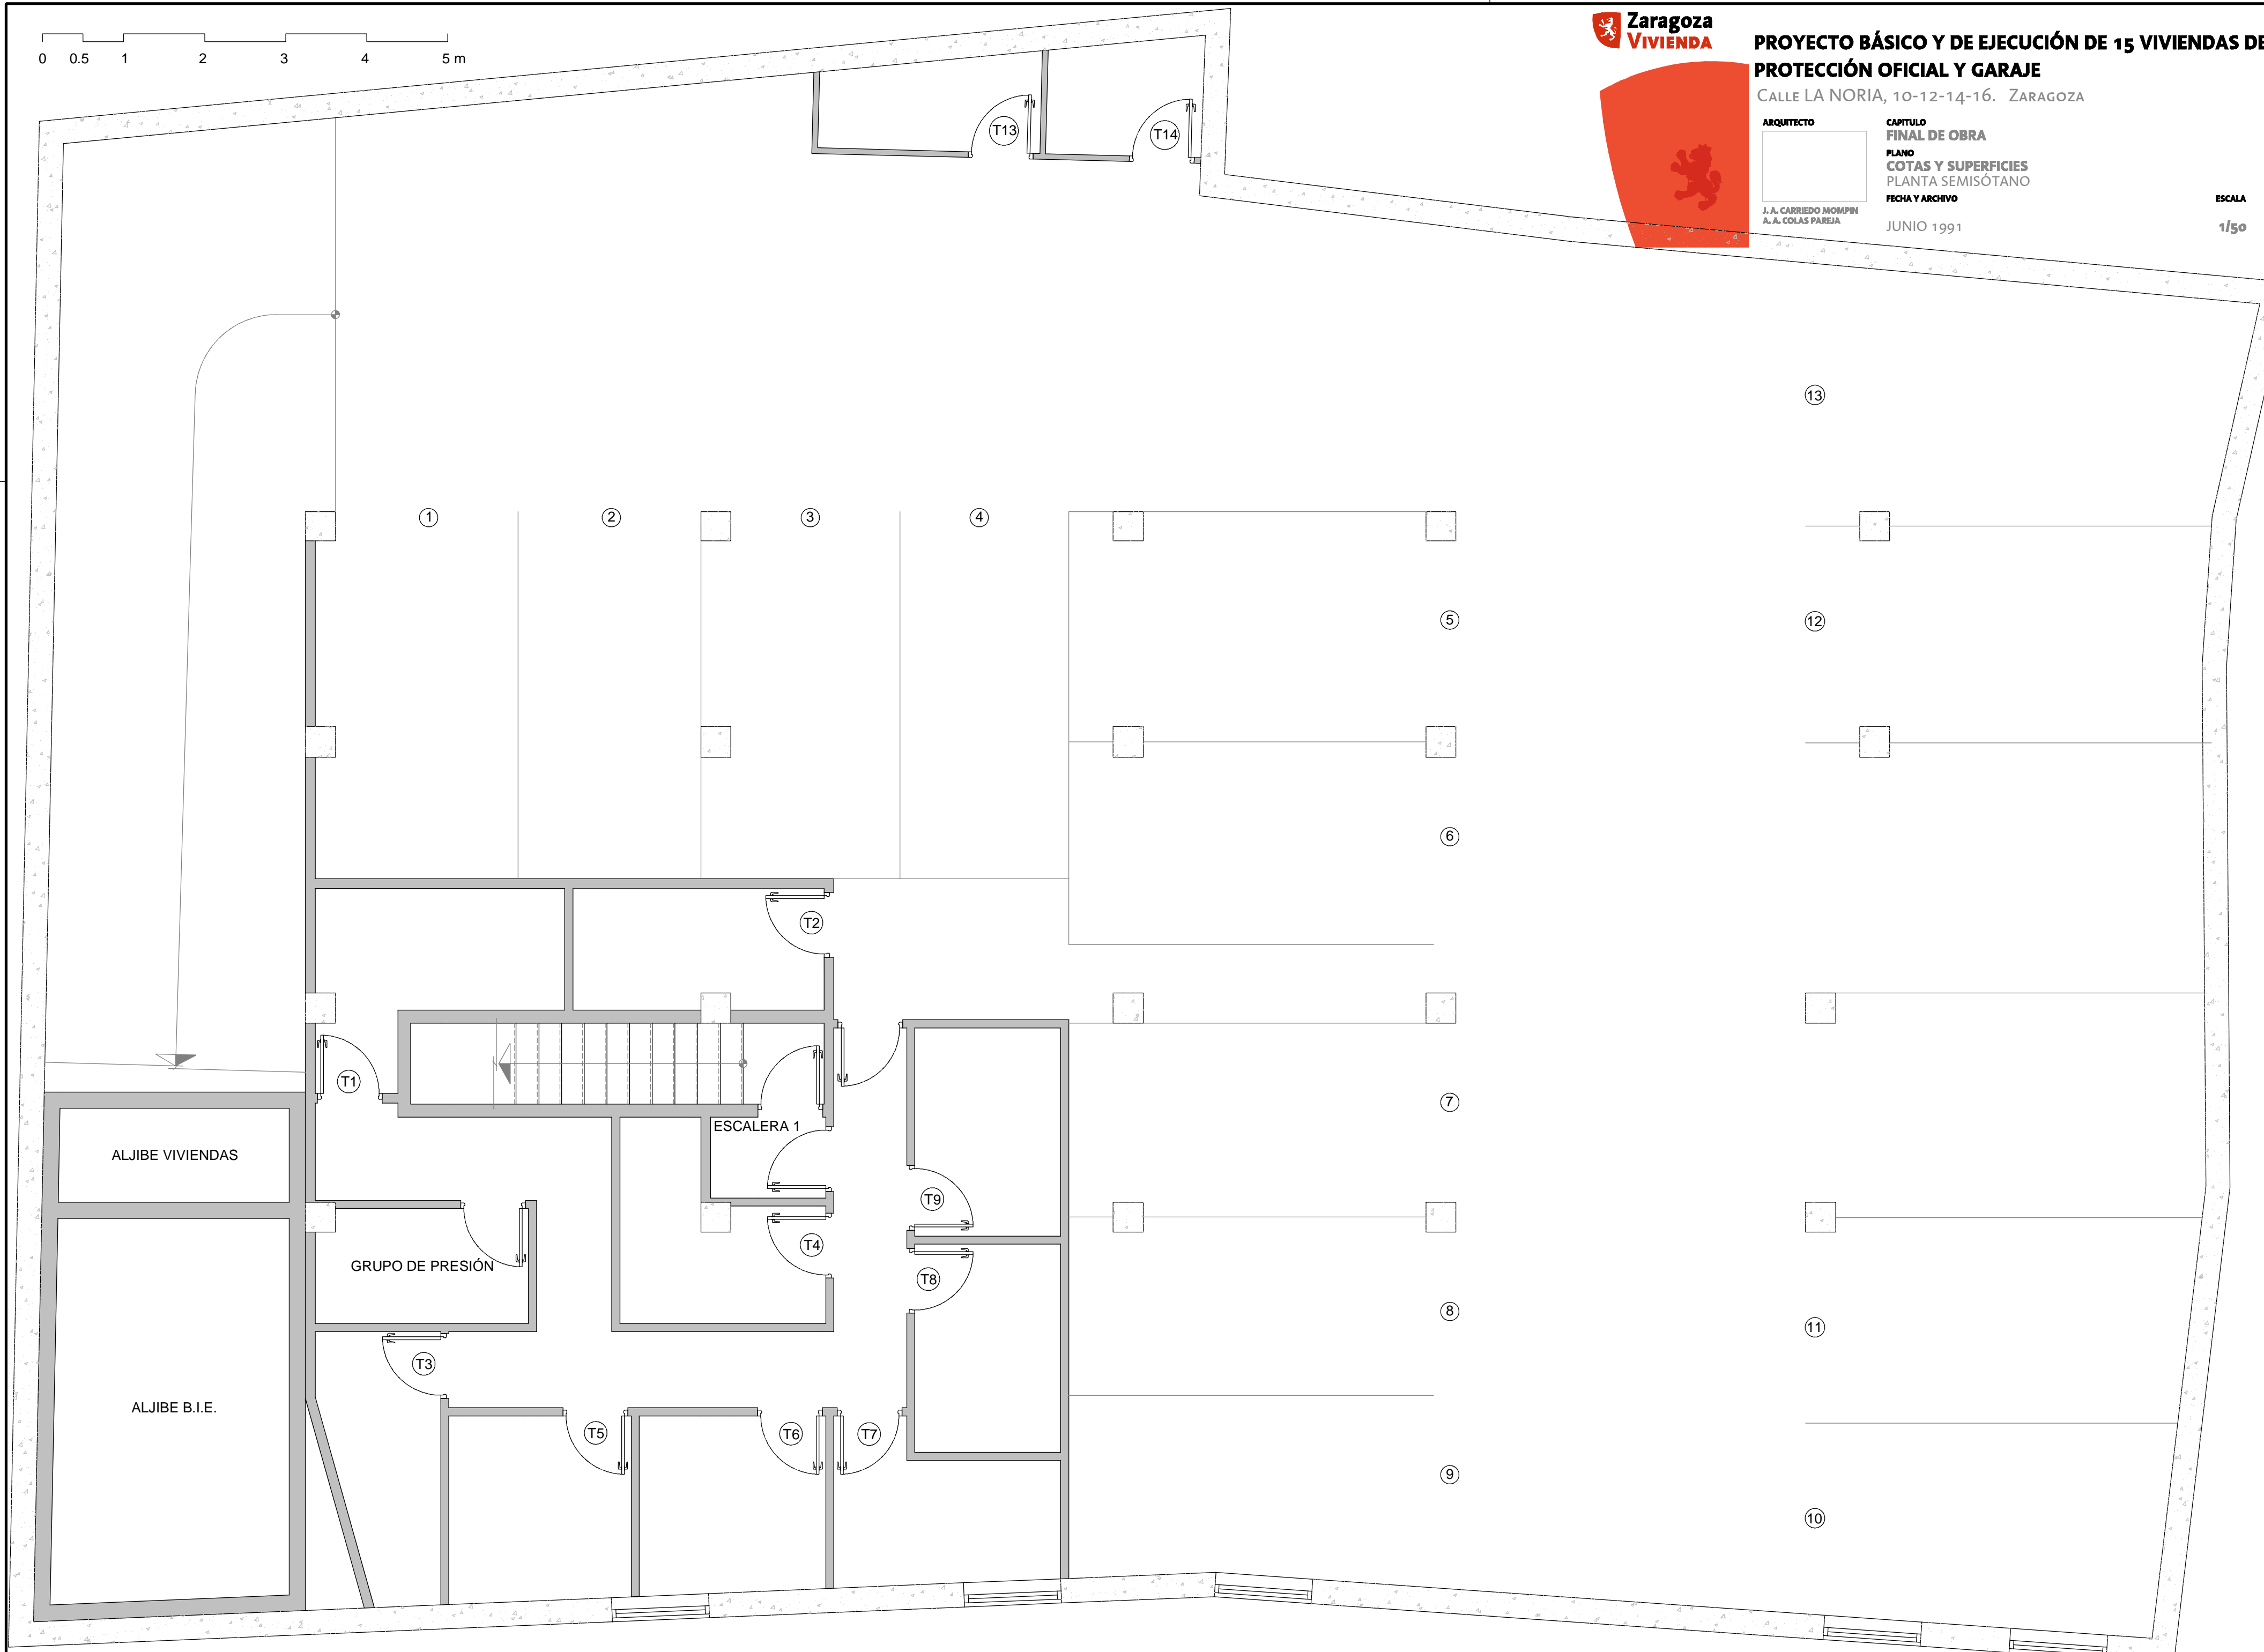 0 0.5 1 2 3 4 5 m
Zaragoza
VIVIENDA
PROYECTO BÁSICO Y DE EJECUCIÓN DE 15 VIVIENDAS DE
PROTECCIÓN OFICIAL Y GARAJE
CALLE LA NORIA, 10-12-14-16. ZARAGOZA
ARQUITECTO
J. A. CARRIEDO MOMPIN
A. A. COLAS PAREJA
CAPITULO
FINAL DE OBRA
PLANO
COTAS Y SUPERFICIES
PLANTA SEMISÓTANO
FECHA Y ARCHIVO
JUNIO 1991
ESCALA
1/50
T13
T14
13
1
2
3
4
5
12
6
T2
T1
7
ESCALERA 1
ALJIBE VIVIENDAS
T9
T4
GRUPO DE PRESIÓN
T8
8
11
T3
ALJIBE B.I.E.
T5
T6
T7
9
10